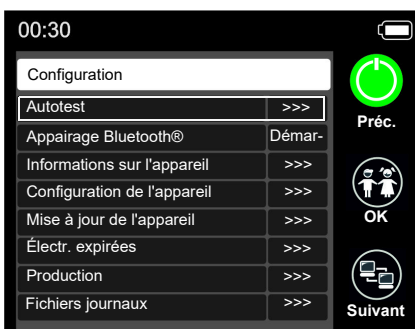 00:30
Configuration
Autotest >>>
Appairage Bluetooth® Démar-
Informations sur l'appareil >>>
Configuration de l'appareil >>>
Mise à jour de l'appareil >>>
Électr. expirées >>>
Production >>>
Fichiers journaux >>>
Préc.
OK
Suivant